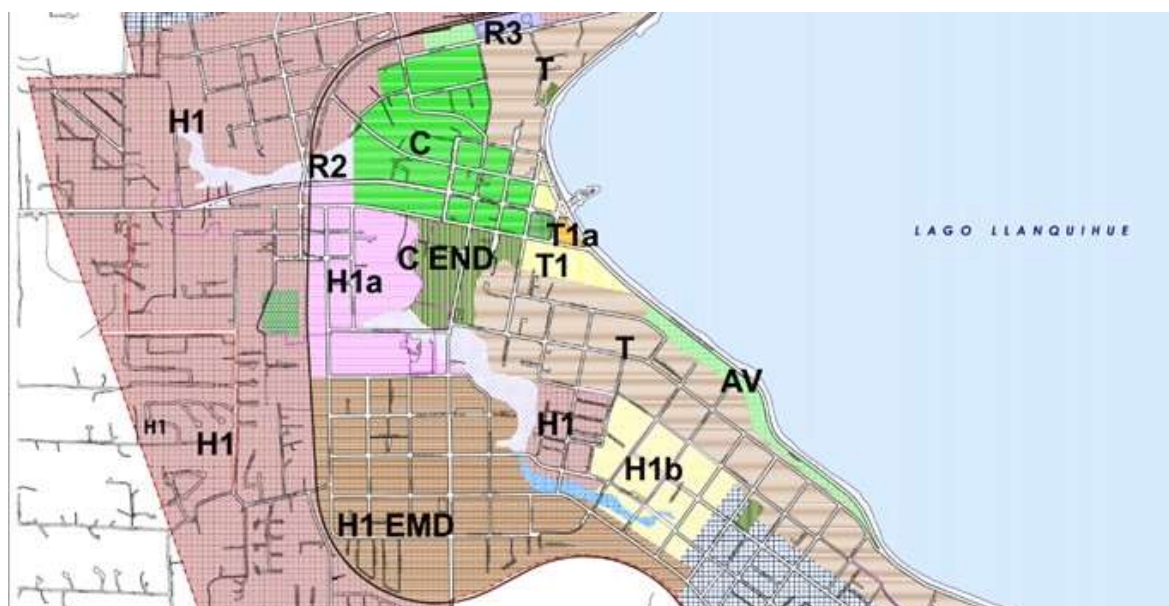 R3
T
H1
C
R2
LAGO LLANQUIHUE
T1a
C END
T1
H1a
T
AV
H1
H1
H1
H1b
H1 EMD